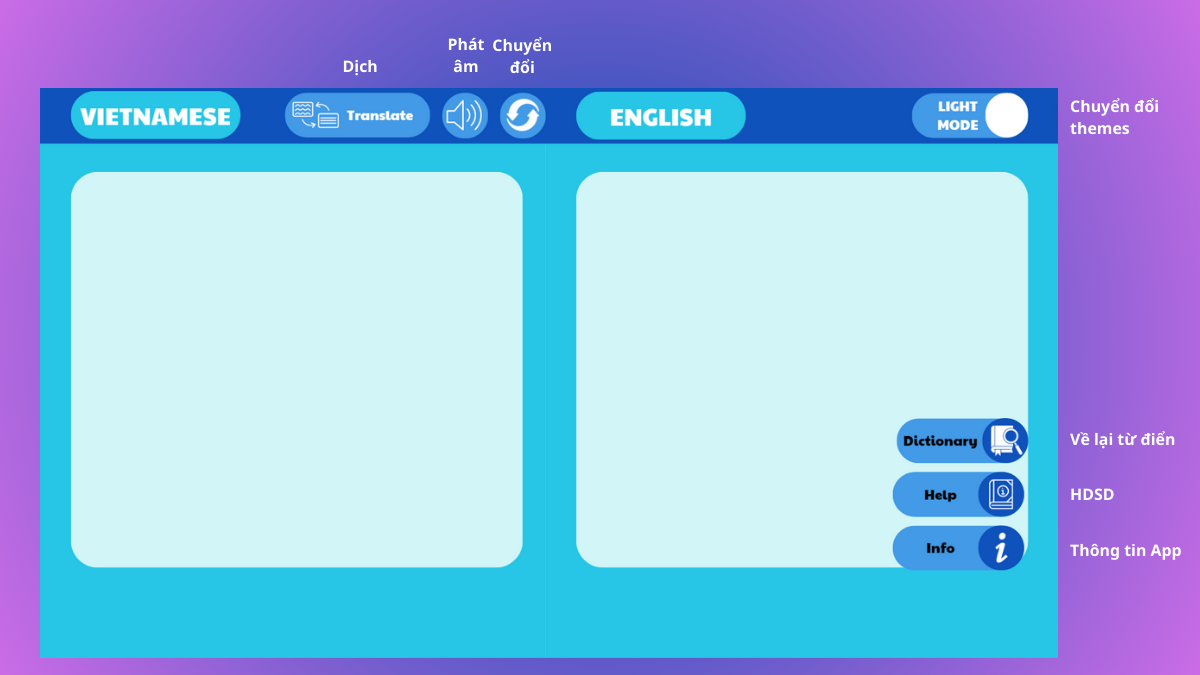 Dịch
Phát
âm
Chuyển
đổi
VIETNAMESE
Translate
ENGLISH
LIGHT
MODE
Chuyển đổi
themes
Dictionary
Về lại từ điển
Help
HDSD
Info
Thông tin App